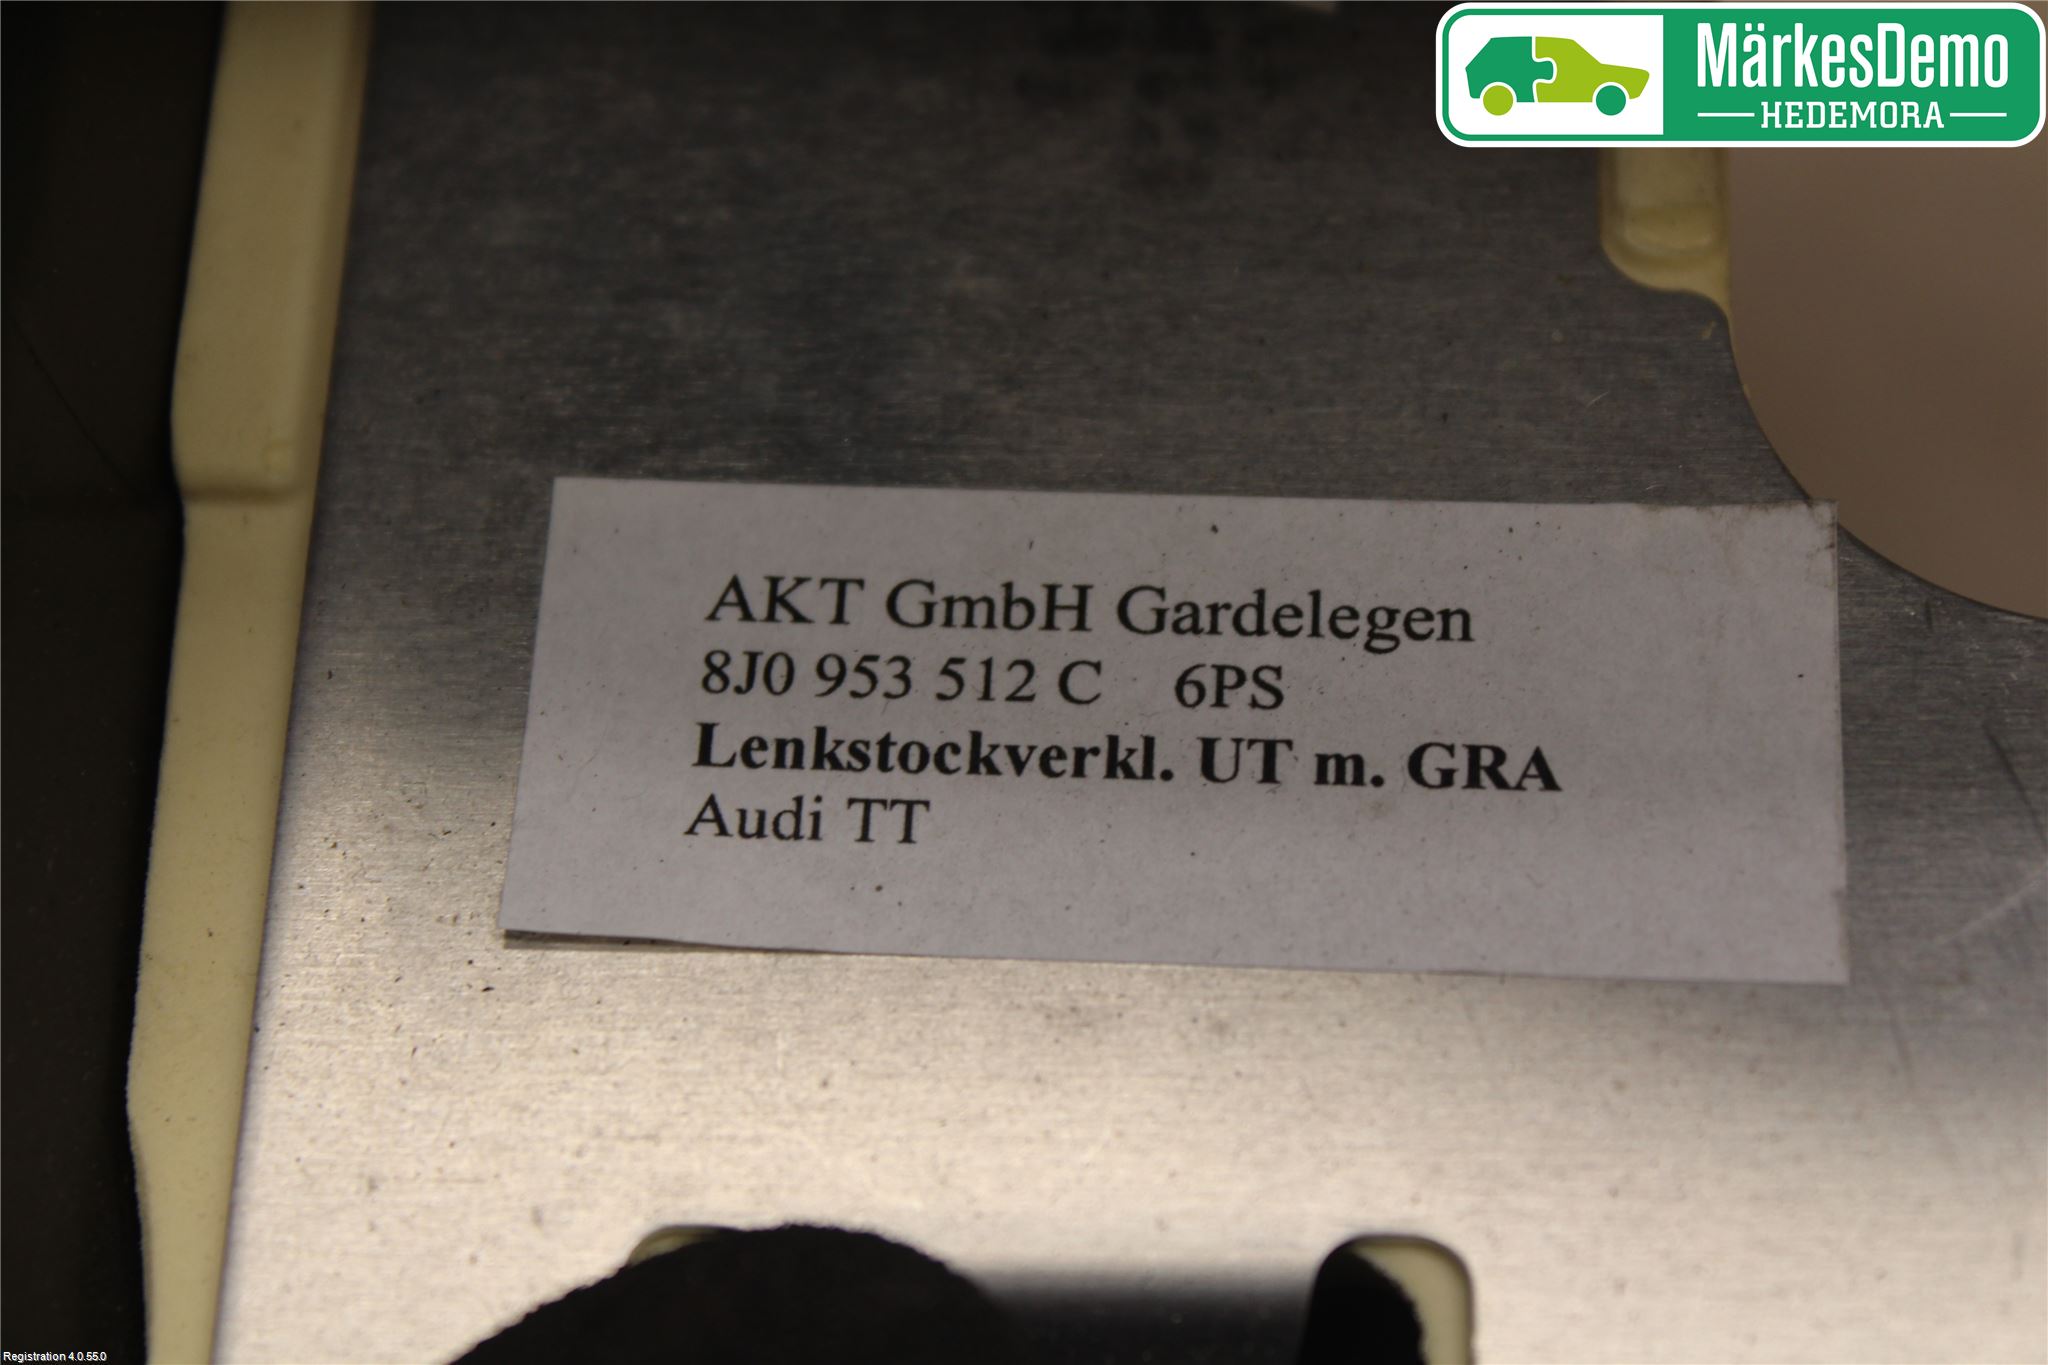 MärkesDemo
HEDEMORA
AKT GmbH Gardelegen
8J0 953 512 C 6PS
Lenkstockverkl. UT m. GRA
Audi TT
Registration 4.0.55.0